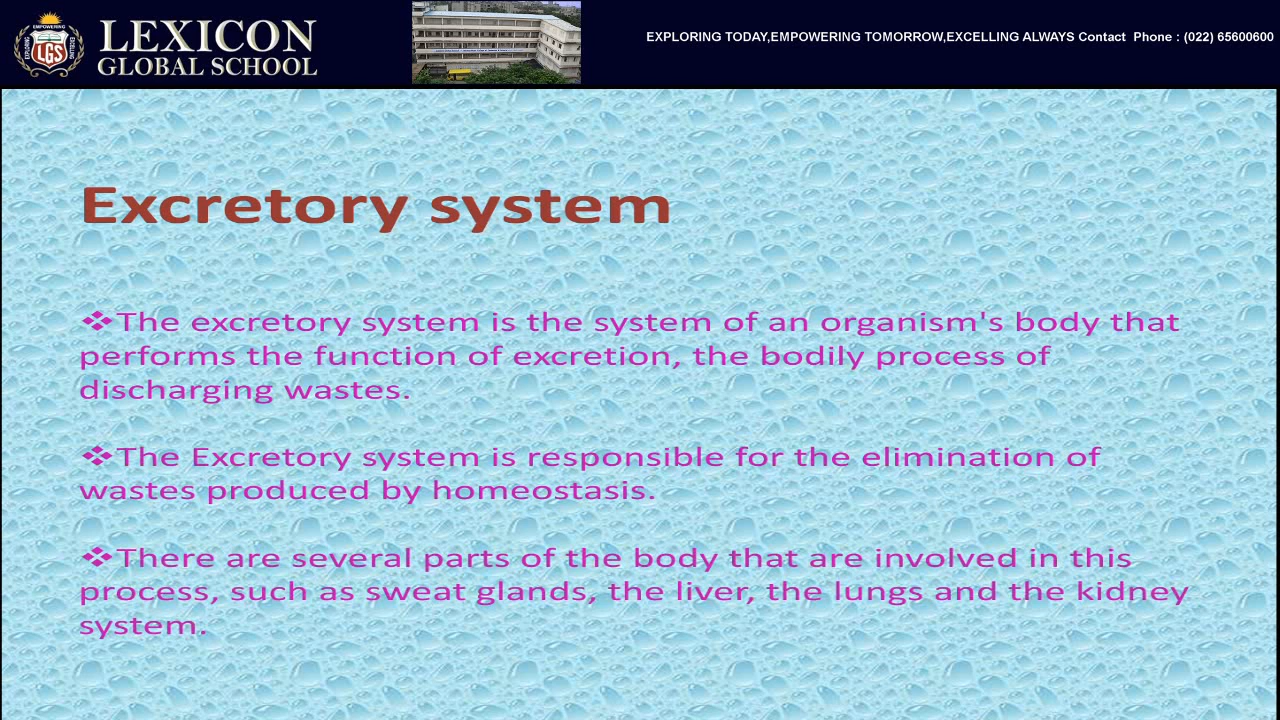 LEXICON
GLOBAL SCHOOL
LGS
EXPLORING TODAY,EMPOWERING TOMORROW,EXCELLING ALWAYS Contact  Phone : (022) 65600600
Excretory system
❖The excretory system is the system of an organism's body that
performs the function of excretion, the bodily process of
discharging wastes.
❖The Excretory system is responsible for the elimination of
wastes produced by homeostasis.
❖There are several parts of the body that are involved in this
process, such as sweat glands, the liver, the lungs and the kidney
system.